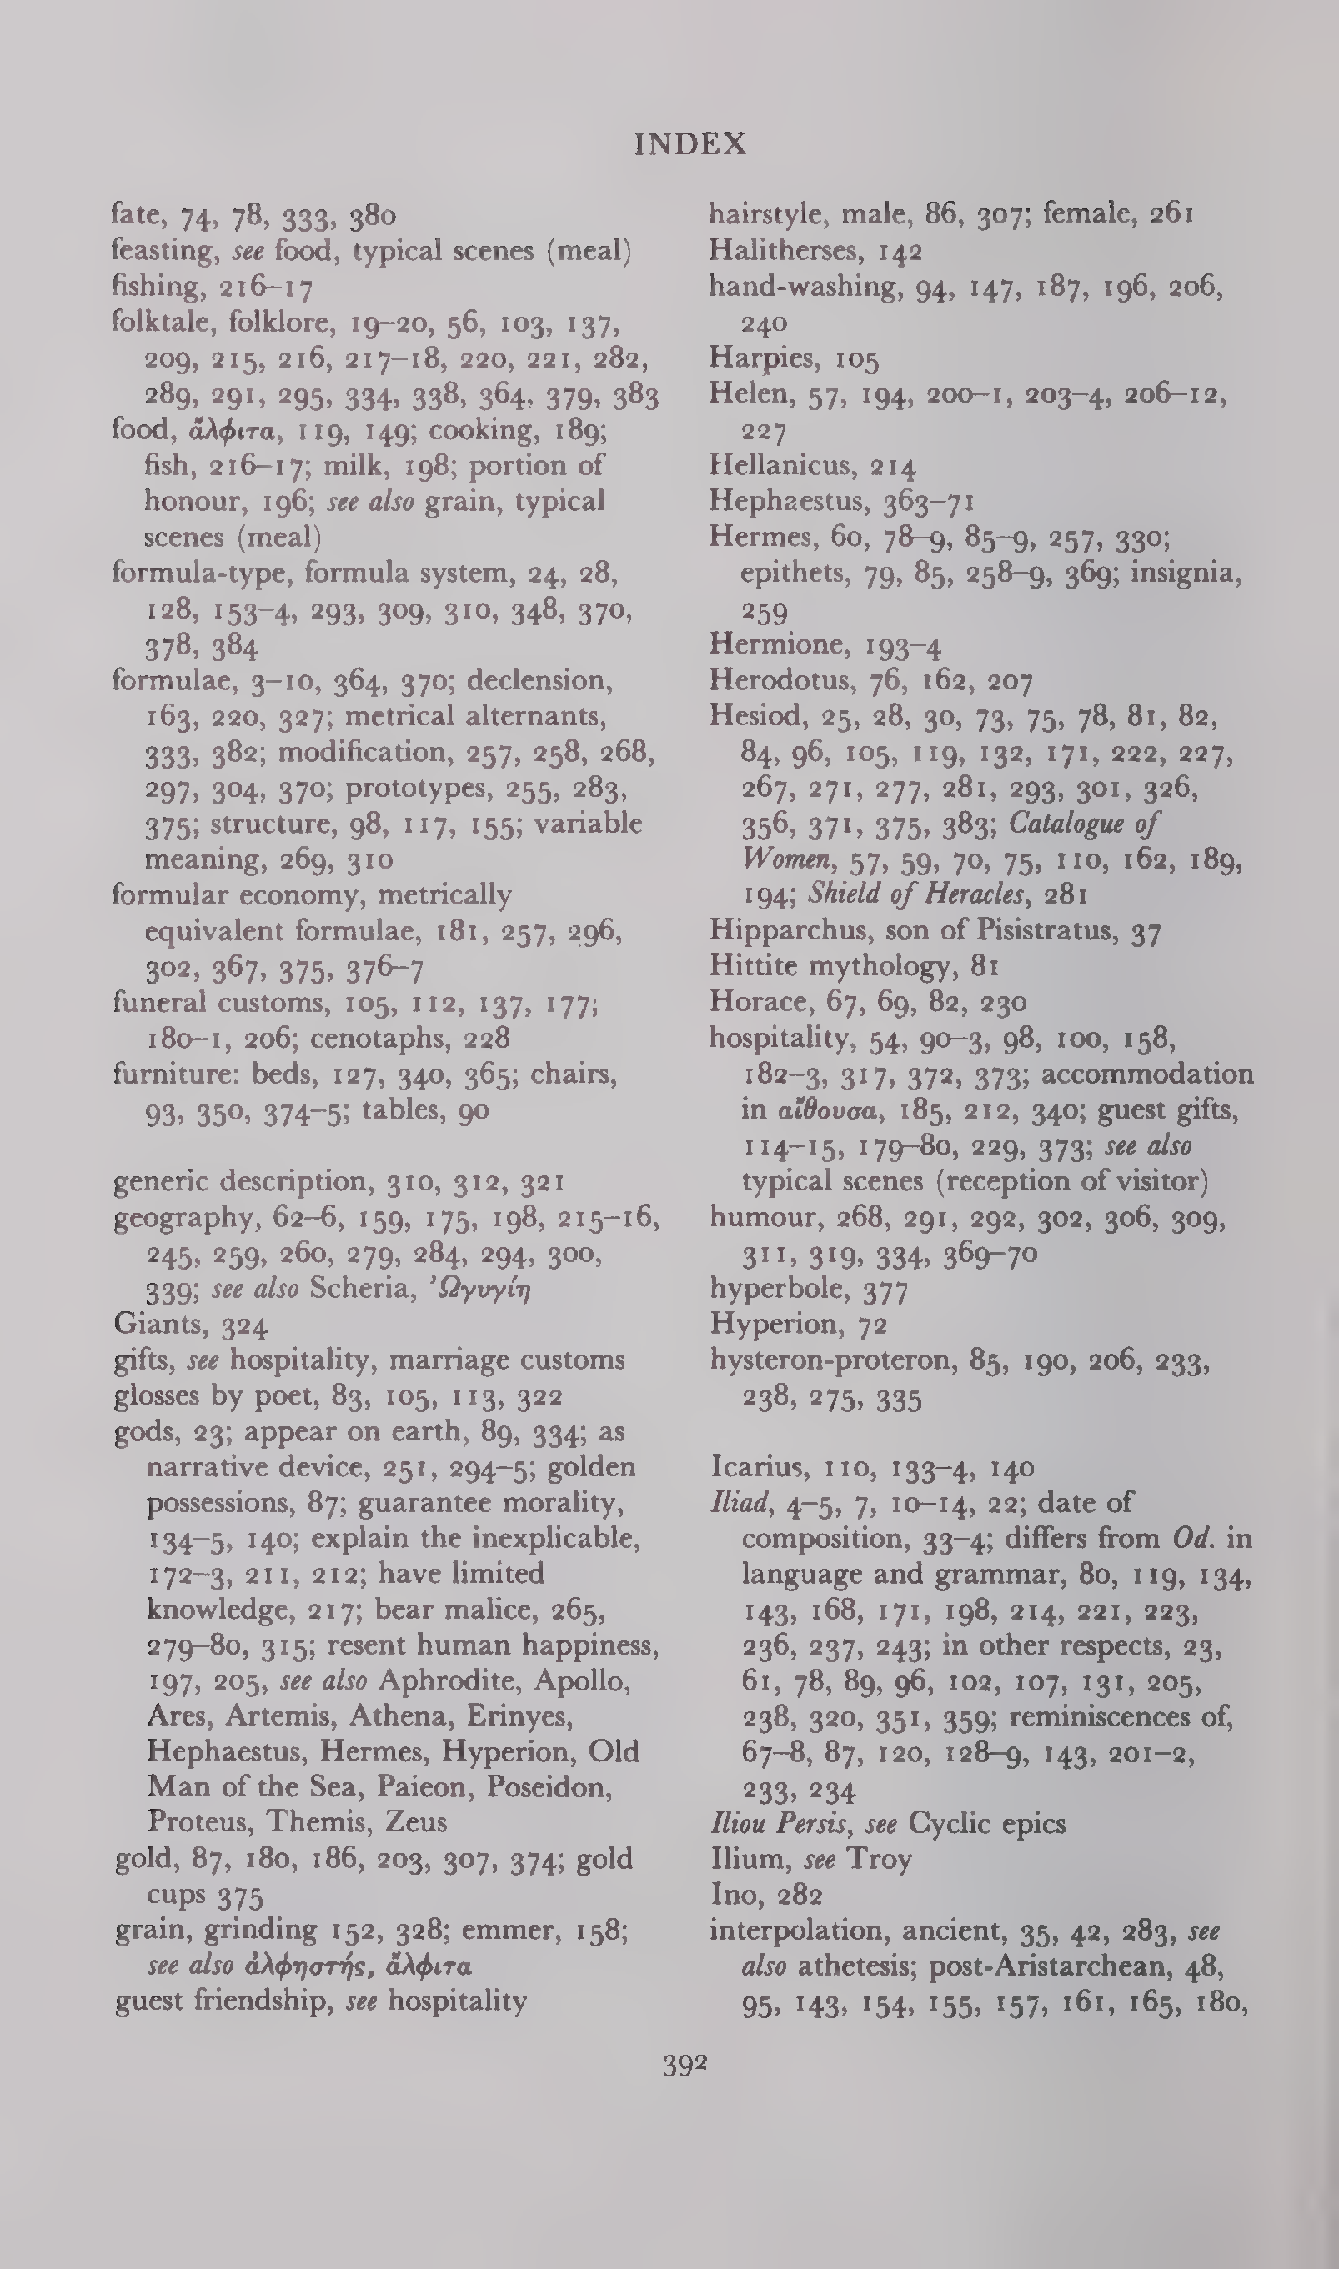 INDEX
fate, 74, 78, 333, 380
feasting, see food, typical scenes (meal)
fishing, 216–17
folktale, folklore, 19–20, 56, 103, 137,
209, 215, 216, 217–18, 220, 221, 282,
289, 291, 295, 334, 338, 364, 379, 383
food, ἄλφιτα, 119, 149; cooking, 189;
fish, 216–17; milk, 198; portion of
honour, 196; see also grain, typical
scenes (meal)
formula-type, formula system, 24, 28,
128, 153–4, 293, 309, 310, 348, 370,
378, 384
formulae, 3–10, 364, 370; declension,
163, 220, 327; metrical alternants,
333, 382; modification, 257, 258, 268,
297, 304, 370; prototypes, 255, 283,
375; structure, 98, 117, 155; variable
meaning, 269, 310
formular economy, metrically
equivalent formulae, 181, 257, 296,
302, 367, 375, 376–7
funeral customs, 105, 112, 137, 177;
180–1, 206; cenotaphs, 228
furniture: beds, 127, 340, 365; chairs,
93, 350, 374–5; tables, 90
generic description, 310, 312, 321
geography, 62–6, 159, 175, 198, 215–16,
245, 259, 260, 279, 284, 294, 300,
339; see also Scheria, Ὠγυγίη
Giants, 324
gifts, see hospitality, marriage customs
glosses by poet, 83, 105, 113, 322
gods, 23; appear on earth, 89, 334; as
narrative device, 251, 294–5; golden
possessions, 87; guarantee morality,
134–5, 140; explain the inexplicable,
172–3, 211, 212; have limited
knowledge, 217; bear malice, 265,
279–80, 315; resent human happiness,
197, 205, see also Aphrodite, Apollo,
Ares, Artemis, Athena, Erinyes,
Hephaestus, Hermes, Hyperion, Old
Man of the Sea, Paieon, Poseidon,
Proteus, Themis, Zeus
gold, 87, 180, 186, 203, 307, 374; gold
cups 375
grain, grinding 152, 328; emmer, 158;
see also ἀλφηστής, ἄλφιτα
guest friendship, see hospitality
hairstyle, male, 86, 307; female, 261
Halitherses, 142
hand-washing, 94, 147, 187, 196, 206,
240
Harpies, 105
Helen, 57, 194, 200–1, 203–4, 206–12,
227
Hellanicus, 214
Hephaestus, 363–71
Hermes, 60, 78–9, 85–9, 257, 330;
epithets, 79, 85, 258–9, 369; insignia,
259
Hermione, 193–4
Herodotus, 76, 162, 207
Hesiod, 25, 28, 30, 73, 75, 78, 81, 82,
84, 96, 105, 119, 132, 171, 222, 227,
267, 271, 277, 281, 293, 301, 326,
356, 371, 375, 383; Catalogue of
Women, 57, 59, 70, 75, 110, 162, 189,
194; Shield of Heracles, 281
Hipparchus, son of Pisistratus, 37
Hittite mythology, 81
Horace, 67, 69, 82, 230
hospitality, 54, 90–3, 98, 100, 158,
182–3, 317, 372, 373; accommodation
in αἴθουσα, 185, 212, 340; guest gifts,
114–15, 179–80, 229, 373; see also
typical scenes (reception of visitor)
humour, 268, 291, 292, 302, 306, 309,
311, 319, 334, 369–70
hyperbole, 377
Hyperion, 72
hysteron-proteron, 85, 190, 206, 233,
238, 275, 335
Icarius, 110, 133–4, 140
Iliad, 4–5, 7, 10–14, 22; date of
composition, 33–4; differs from Od. in
language and grammar, 80, 119, 134,
143, 168, 171, 198, 214, 221, 223,
236, 237, 243; in other respects, 23,
61, 78, 89, 96, 102, 107, 131, 205,
238, 320, 351, 359; reminiscences of,
67–8, 87, 120, 128–9, 143, 201–2,
233, 234
Iliou Persis, see Cyclic epics
Ilium, see Troy
Ino, 282
interpolation, ancient, 35, 42, 283, see
also athetesis; post-Aristarchean, 48,
95, 143, 154, 155, 157, 161, 165, 180,
392